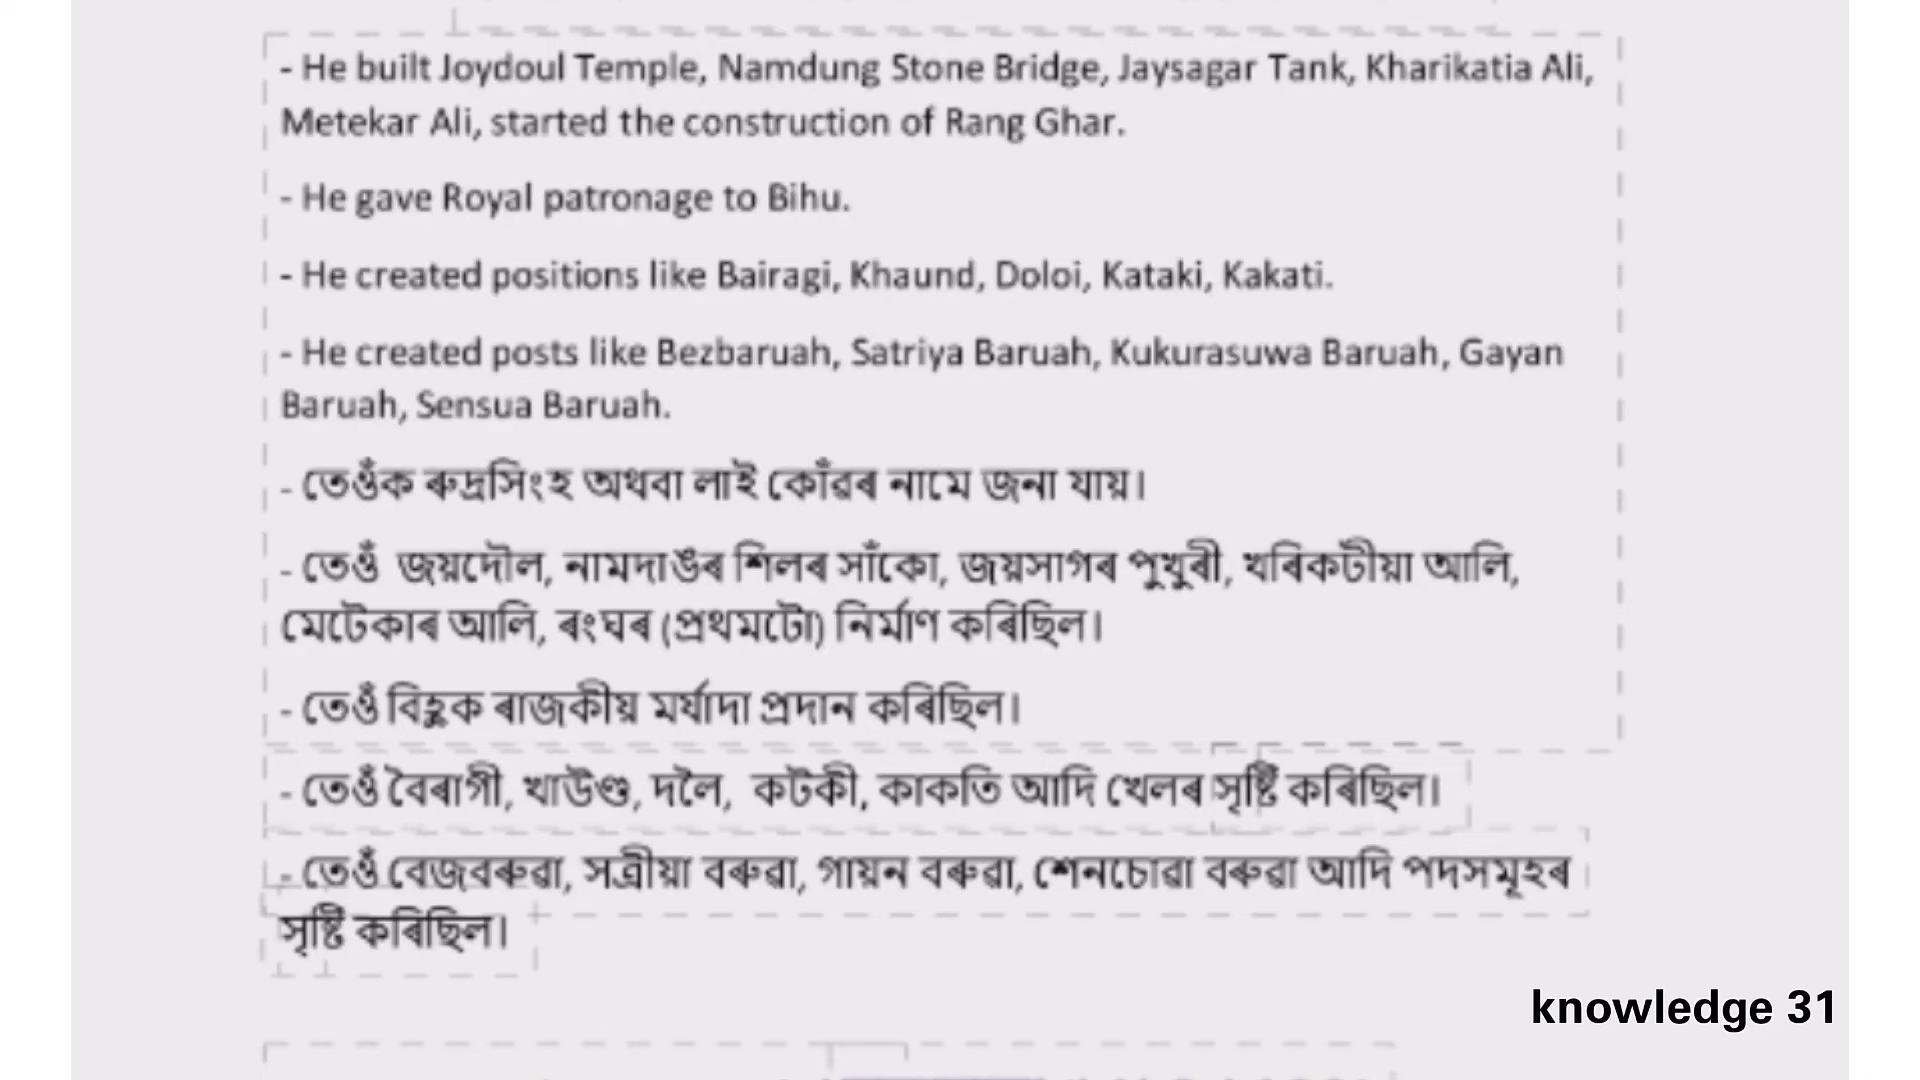 - He built Joydoul Temple, Namdung Stone Bridge, Jaysagar Tank, Kharikatia Ali,
Metekar Ali, started the construction of Rang Ghar.
- He gave Royal patronage to Bihu.
- He created positions like Bairagi, Khaund, Doloi, Kataki, Kakati.
- He created posts like Bezbaruah, Satriya Baruah, Kukurasuwa Baruah, Gayan
Baruah, Sensua Baruah.
- তেওঁক ৰুদ্ৰসিংহ অথবা লাই কোঁৱৰ নামে জনা যায়।
- তেওঁ জয়দৌল, নামদাঙৰ শিলৰ সাঁকো, জয়সাগৰ পুখুৰী, খৰিকটীয়া আলি,
মেটেকাৰ আলি, ৰংঘৰ (প্ৰথমটো) নিৰ্মাণ কৰিছিল।
- তেওঁ বিহুক ৰাজকীয় মৰ্যাদা প্ৰদান কৰিছিল।
- তেওঁ বৈৰাগী, খাউণ্ড, দলৈ, কটকী, কাকতি আদি খেলৰ সৃষ্টি কৰিছিল।
- তেওঁ বেজবৰুৱা, সত্ৰীয়া বৰুৱা, গায়ন বৰুৱা, শেনচোৱা বৰুৱা আদি পদসমূহৰ
সৃষ্টি কৰিছিল।
knowledge 31